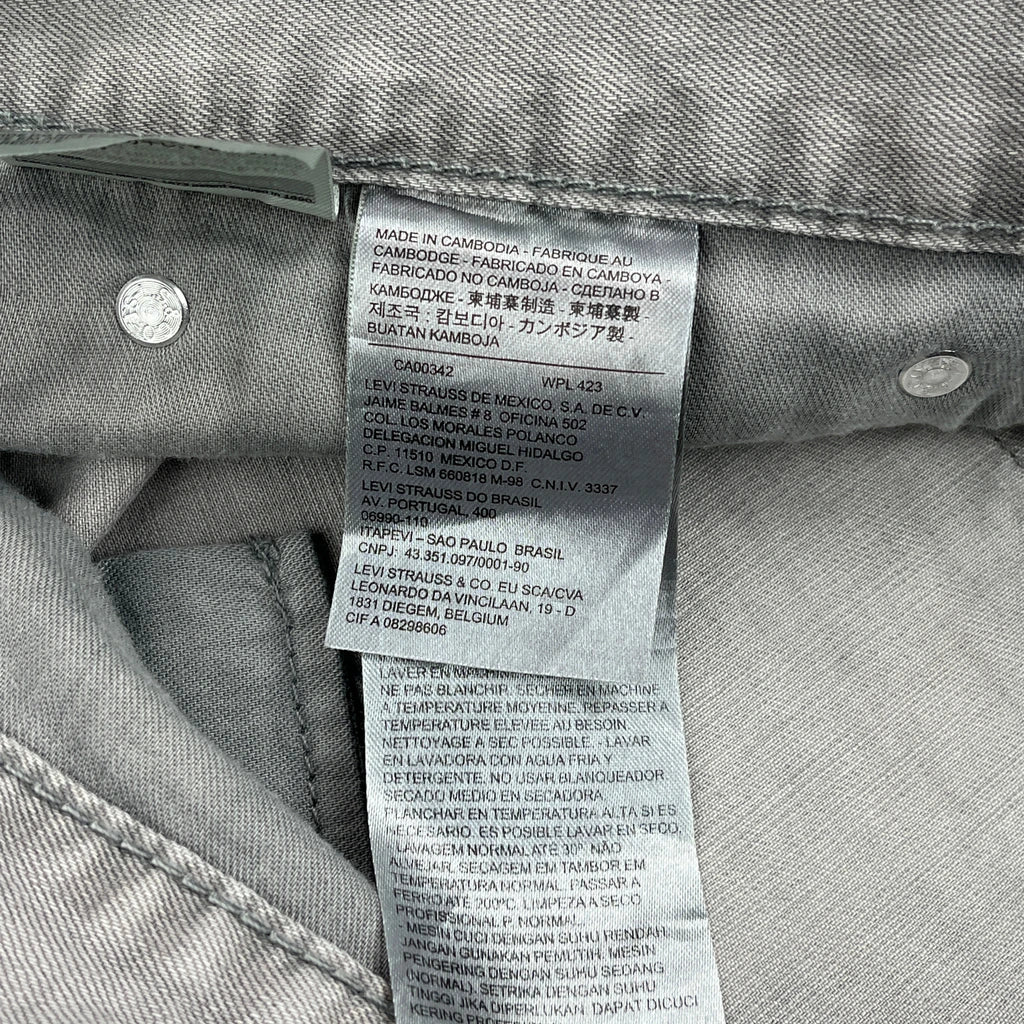 MADE IN CAMBODIA - FABRIQUE AU
CAMBODGE - FABRICADO EN CAMBOYA -
FABRICADO NO CAMBOJA - СДЕЛАНО В
КАМБОДЖЕ - 柬埔寨制造 - 柬埔寨製 -
제조국 : 캄보디아 - カンボジア製 -
BUATAN KAMBOJA
CA00342 WPL 423
LEVI STRAUSS DE MEXICO, S.A. DE C.V.
JAIME BALMES # 8 OFICINA 502
COL. LOS MORALES POLANCO
DELEGACION MIGUEL HIDALGO
C.P. 11510 MEXICO D.F.
R.F.C. LSM 660818 M-98 C.N.I.V. 3337
LEVI STRAUSS DO BRASIL
AV. PORTUGAL, 400
06990-110
ITAPEVI – SAO PAULO BRASIL
CNPJ: 43.351.097/0001-90
LEVI STRAUSS & CO. EU SCA/CVA
LEONARDO DA VINCILAAN, 19 - D
1831 DIEGEM, BELGIUM
CIF A 08298606
LAVER EN MACHINE
NE PAS BLANCHIR. SECHER EN MACHINE
A TEMPERATURE MOYENNE. REPASSER A
TEMPERATURE ELEVEE AU BESOIN.
NETTOYAGE A SEC POSSIBLE. - LAVAR
EN LAVADORA CON AGUA FRIA Y
DETERGENTE. NO USAR BLANQUEADOR
SECADO MEDIO EN SECADORA
PLANCHAR EN TEMPERATURA ALTA SI ES
NECESARIO. ES POSIBLE LAVAR EN SECO.
LAVAGEM NORMAL ATÉ 30°. NÃO
ALVEJAR. SECAGEM EM TAMBOR EM
TEMPERATURA NORMAL. PASSAR A
FERRO ATÉ 200ºC. LIMPEZA A SECO
PROFISSIONAL P. NORMAL.
- MESIN CUCI DENGAN SUHU RENDAH.
JANGAN GUNAKAN PEMUTIH. MESIN
PENGERING DENGAN SUHU SEDANG
(NORMAL). SETRIKA DENGAN SUHU
TINGGI JIKA DIPERLUKAN. DAPAT DICUCI
KERING